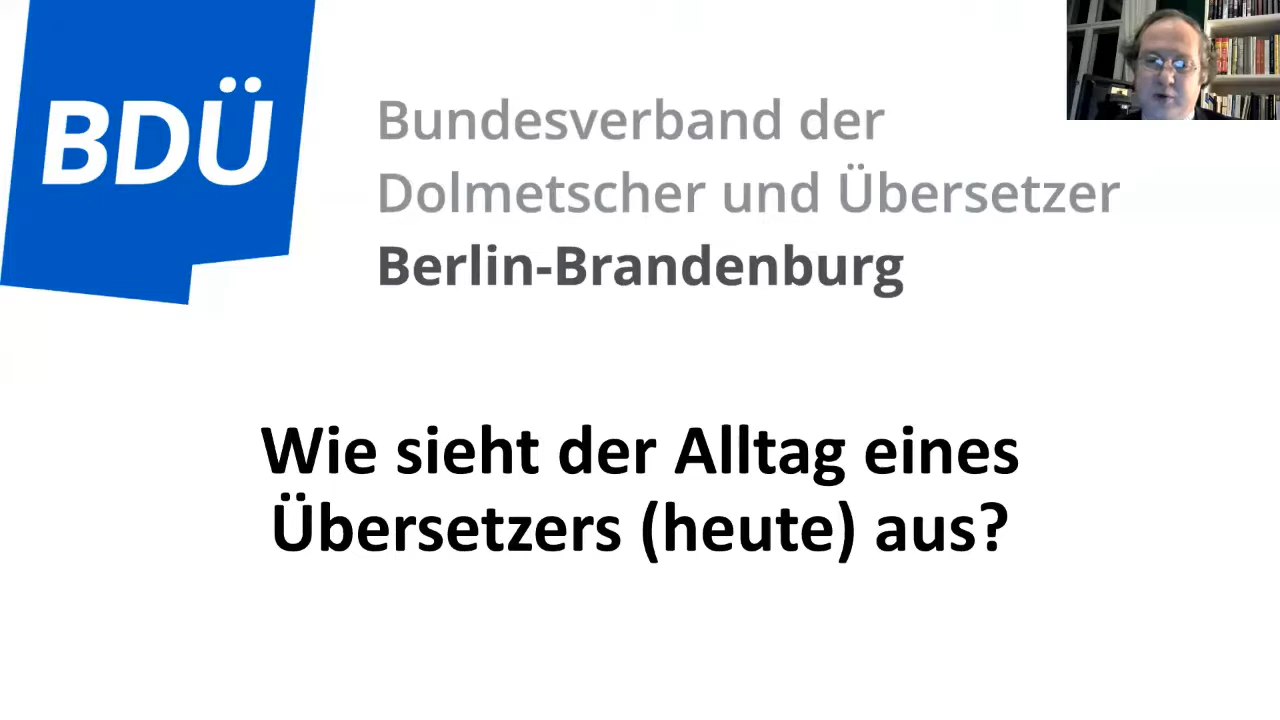 BDÜ
Bundesverband der
Dolmetscher und Übersetzer
Berlin-Brandenburg
Wie sieht der Alltag eines
Übersetzers (heute) aus?